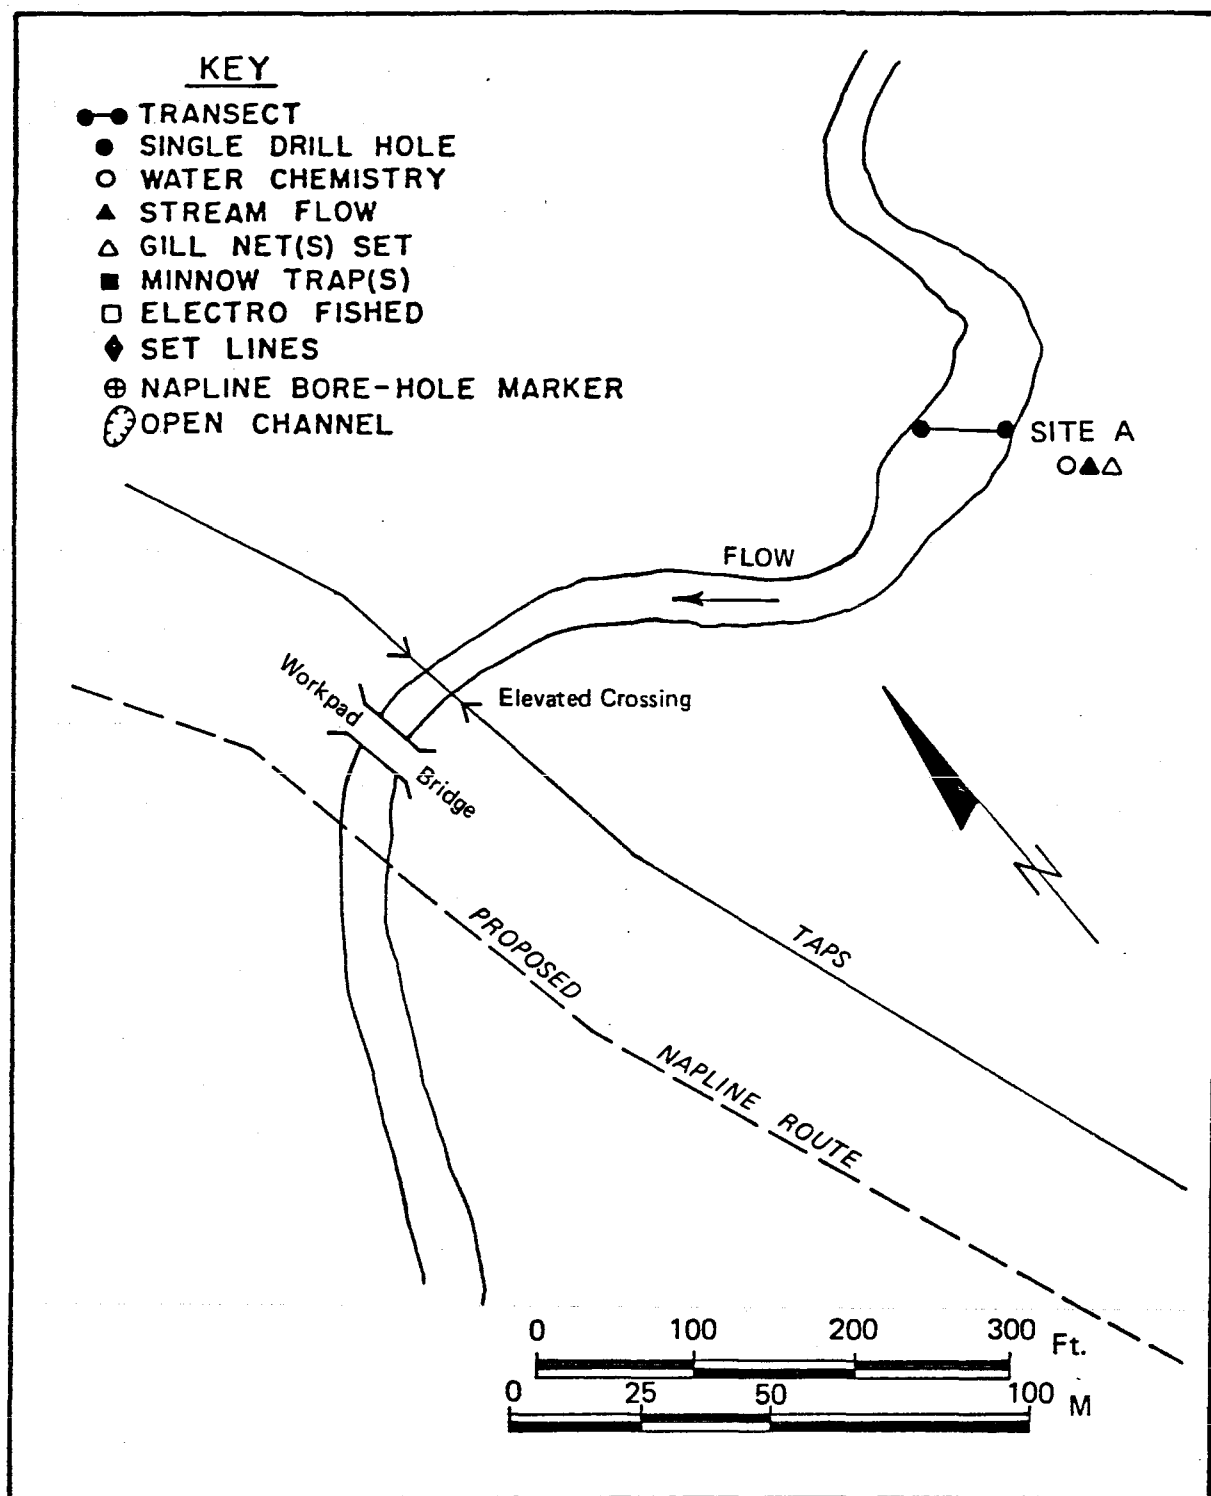 KEY
TRANSECT
SINGLE DRILL HOLE
WATER CHEMISTRY
STREAM FLOW
GILL NET(S) SET
MINNOW TRAP(S)
ELECTRO FISHED
SET LINES
NAPLINE BORE-HOLE MARKER
OPEN CHANNEL
SITE A
FLOW
Workpad
Bridge
Elevated Crossing
N
TAPS
PROPOSED
NAPLINE ROUTE
0 100 200 300 Ft.
0 25 50 100 M